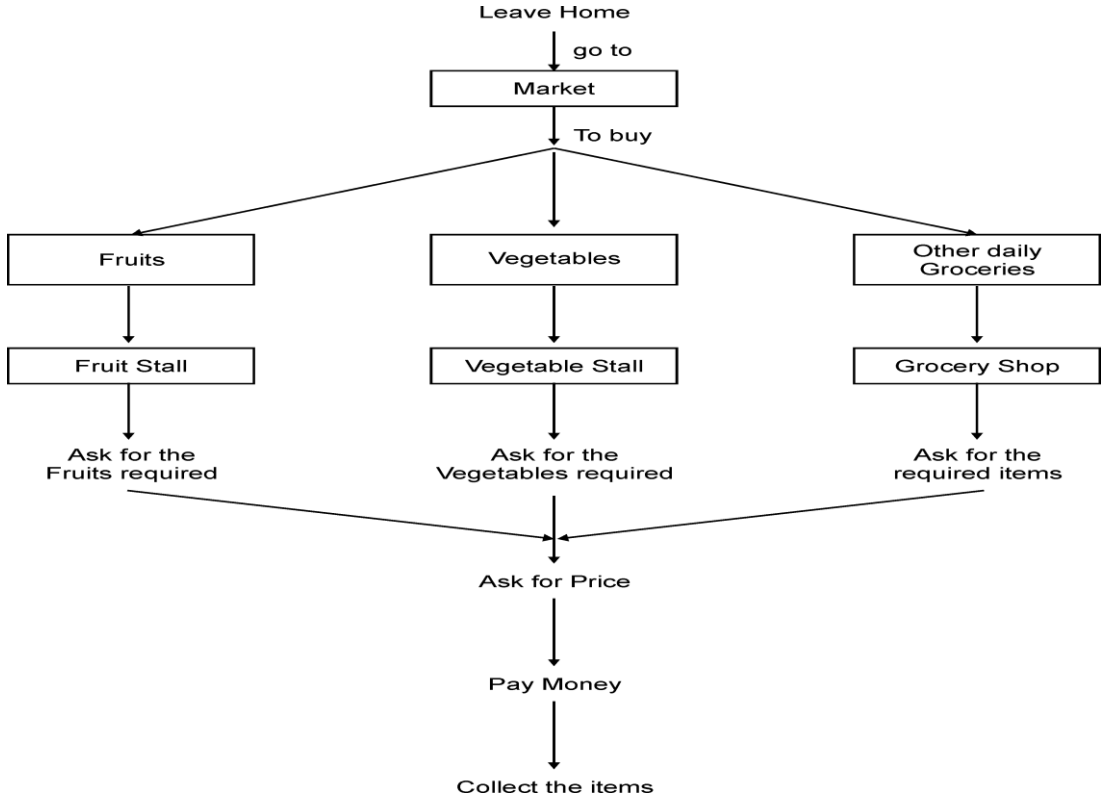 Leave Home
go to
Market
To buy
Fruits
Vegetables
Other daily
Groceries
Fruit Stall
Vegetable Stall
Grocery Shop
Ask for the
Fruits required
Ask for the
Vegetables required
Ask for the
required items
Ask for Price
Pay Money
Collect the items